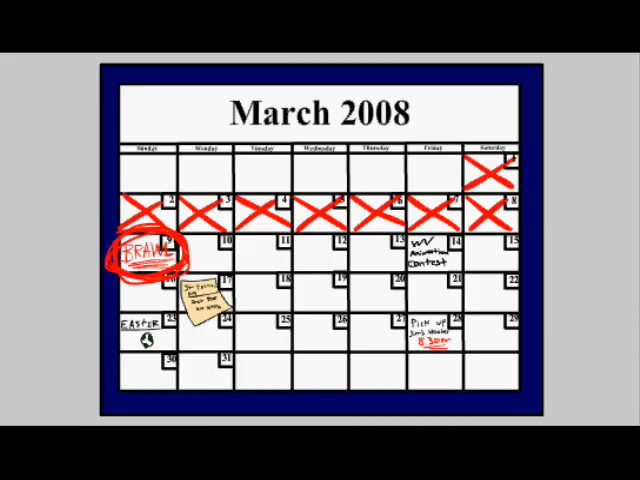 March 2008
Sunday Monday Tuesday Wednesday Thursday Friday Saturday
1
2 3 4 5 6 7 8
9 10 11 12 13 14 15
BRAWL
WV
Animation
Contest
16 17 18 19 20 21 22
23 24 25 26 27 28 29
EASTER
Pick up
8:30
30 31